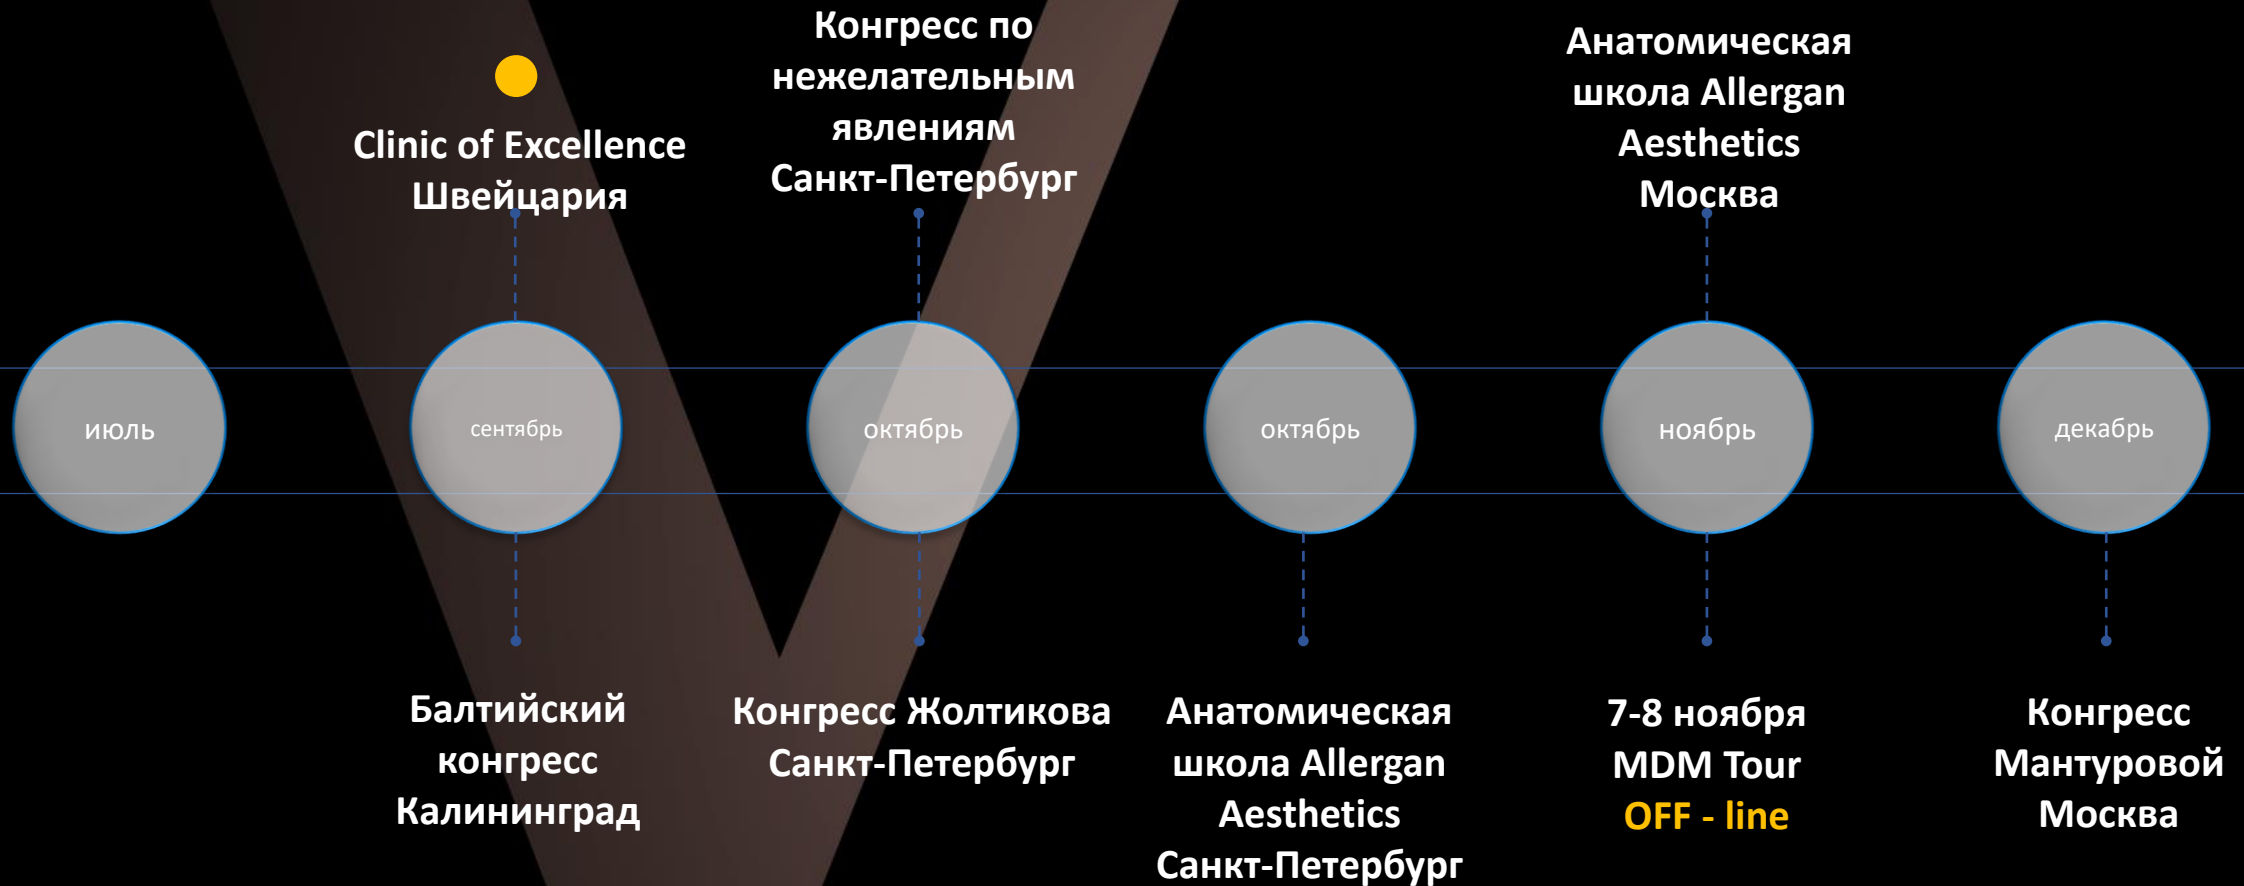 Clinic of Excellence
Швейцария
Конгресс по
нежелательным
явлениям
Санкт-Петербург
Анатомическая
школа Allergan
Aesthetics
Москва
июль
сентябрь
октябрь
октябрь
ноябрь
декабрь
Балтийский
конгресс
Калининград
Конгресс Жолтикова
Санкт-Петербург
Анатомическая
школа Allergan
Aesthetics
Санкт-Петербург
7-8 ноября
MDM Tour
OFF - line
Конгресс
Мантуровой
Москва